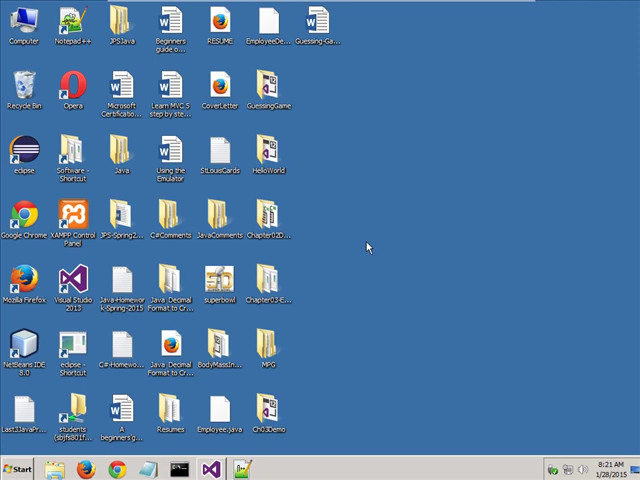 Computer
Notepad++
JPSJava
Beginners
guide o...
RESUME
EmployeeDe...
Guessing-Ga...
Recycle Bin
Opera
Microsoft
Certificatio...
Learn MVC 5
step by ste...
CoverLetter
GuessingGame
eclipse
Software -
Shortcut
Java
Using the
Emulator
StLouisCards
HelloWorld
Google Chrome
XAMPP Control
Panel
JPS-Spring2...
C#Comments
JavaComments
Chapter02D...
Mozilla Firefox
Visual Studio
2013
Java-Homewor
k-Spring-2015
Java_Decimal
Format to Cr...
superbowl
Chapter03-E...
NetBeans IDE
8.0
eclipse -
Shortcut
C#-Homewo...
Java_Decimal
Format to Cr...
BodyMassIn...
MPG
Last3JavaPr...
students
(sbjfs801f...
A
beginners'g...
Resumes
Employee.java
Ch03Demo
Start
8:21 AM
1/28/2015